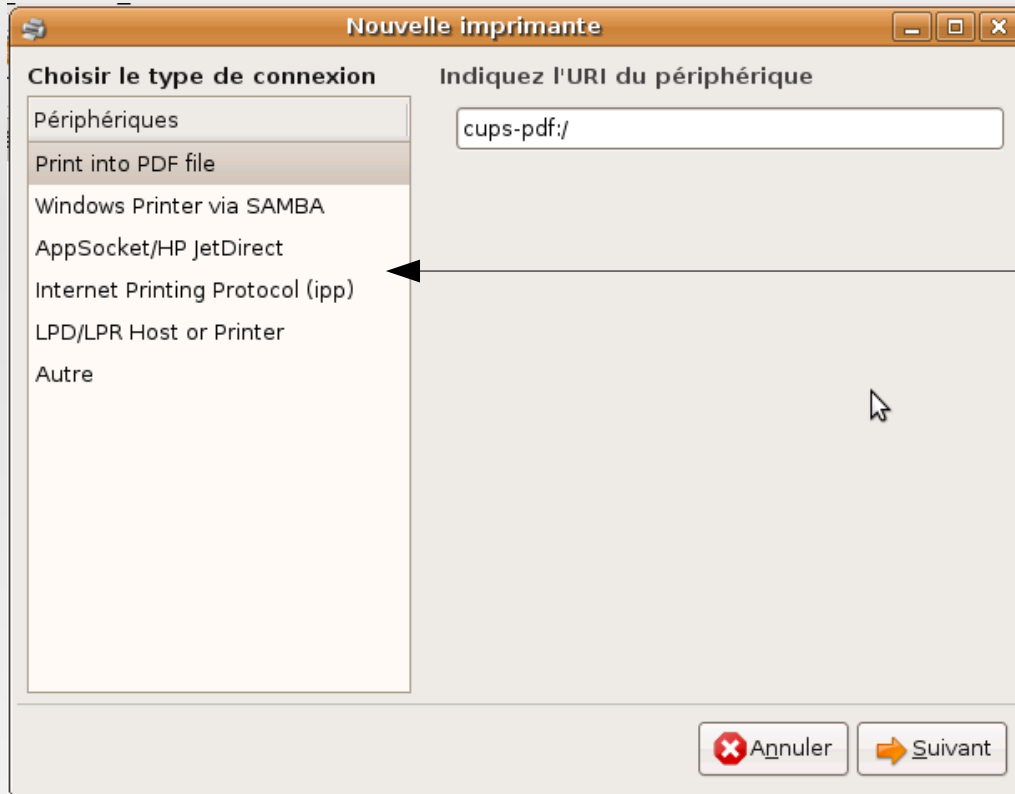 Nouvelle imprimante
Choisir le type de connexion
Périphériques
Print into PDF file
Windows Printer via SAMBA
AppSocket/HP JetDirect
Internet Printing Protocol (ipp)
LPD/LPR Host or Printer
Autre
Indiquez l'URI du périphérique
cups-pdf:/
Annuler
Suivant